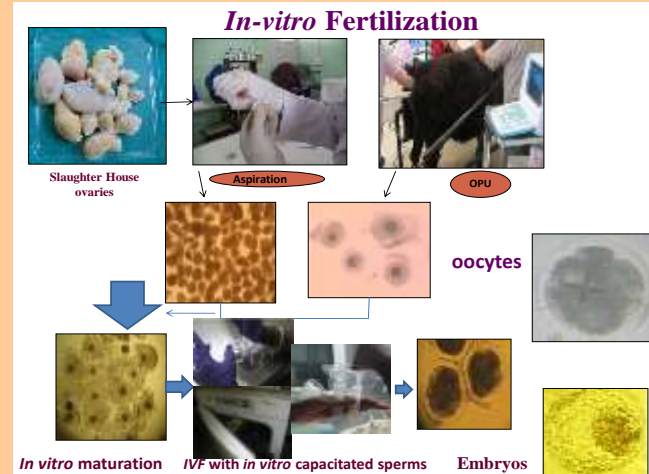 In-vitro Fertilization
Slaughter House
ovaries
Aspiration
OPU
oocytes
In vitro maturation
IVF with in vitro capacitated sperms
Embryos